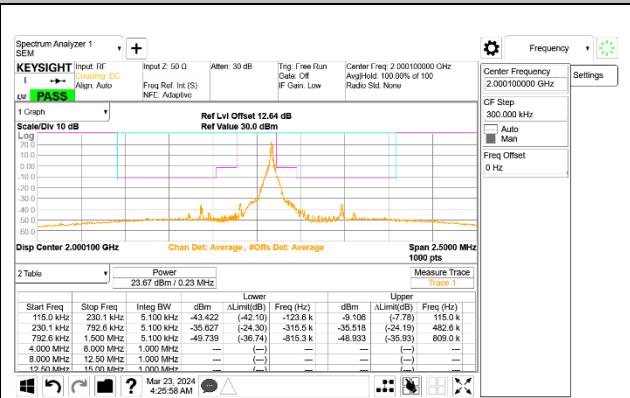 Spectrum Analyzer 1
SEM
Frequency
KEYSIGHT
Input: RF
Coupling: DC
Align: Auto
Input Z: 50 Ω
Freq Ref: Int (S)
NFE: Adaptive
Atten: 30 dB
Trig: Free Run
Gate: Off
IF Gain: Low
Center Freq: 2.000100000 GHz
Avg|Hold: 100.00% of 100
Radio Std: None
PASS
Center Frequency
2.000100000 GHz
Settings
CF Step
300.000 kHz
Auto
Man
Freq Offset
0 Hz
1 Graph
Scale/Div 10 dB
Ref Lvl Offset 12.64 dB
Ref Value 30.0 dBm
Log
20.0
10.0
0.00
-10.0
-20.0
-30.0
-40.0
-50.0
-60.0
Disp Center 2.000100 GHz
Chan Det: Average , #Offs Det: Average
Span 2.5000 MHz
1000 pts
2 Table
Power
23.67 dBm / 0.23 MHz
Measure Trace
Trace 1
Lower Upper
Start Freq Stop Freq Integ BW dBm ΔLimit(dB) Freq (Hz) dBm ΔLimit(dB) Freq (Hz)
115.0 kHz 230.1 kHz 5.100 kHz -43.422 (-42.10) -123.6 k -9.106 (-7.78) 115.0 k
230.1 kHz 792.6 kHz 5.100 kHz -35.627 (-24.30) -315.5 k -35.518 (-24.19) 482.6 k
792.6 kHz 1.500 MHz 5.100 kHz -49.739 (-36.74) -815.3 k -48.933 (-35.93) 809.0 k
4.000 MHz 8.000 MHz 1.000 MHz --- (---) --- --- (---) ---
8.000 MHz 12.50 MHz 1.000 MHz --- (---) --- --- (---) ---
12.50 MHz 15.00 MHz 1.000 MHz --- (---) --- --- (---) ---
Mar 23, 2024
4:25:58 AM